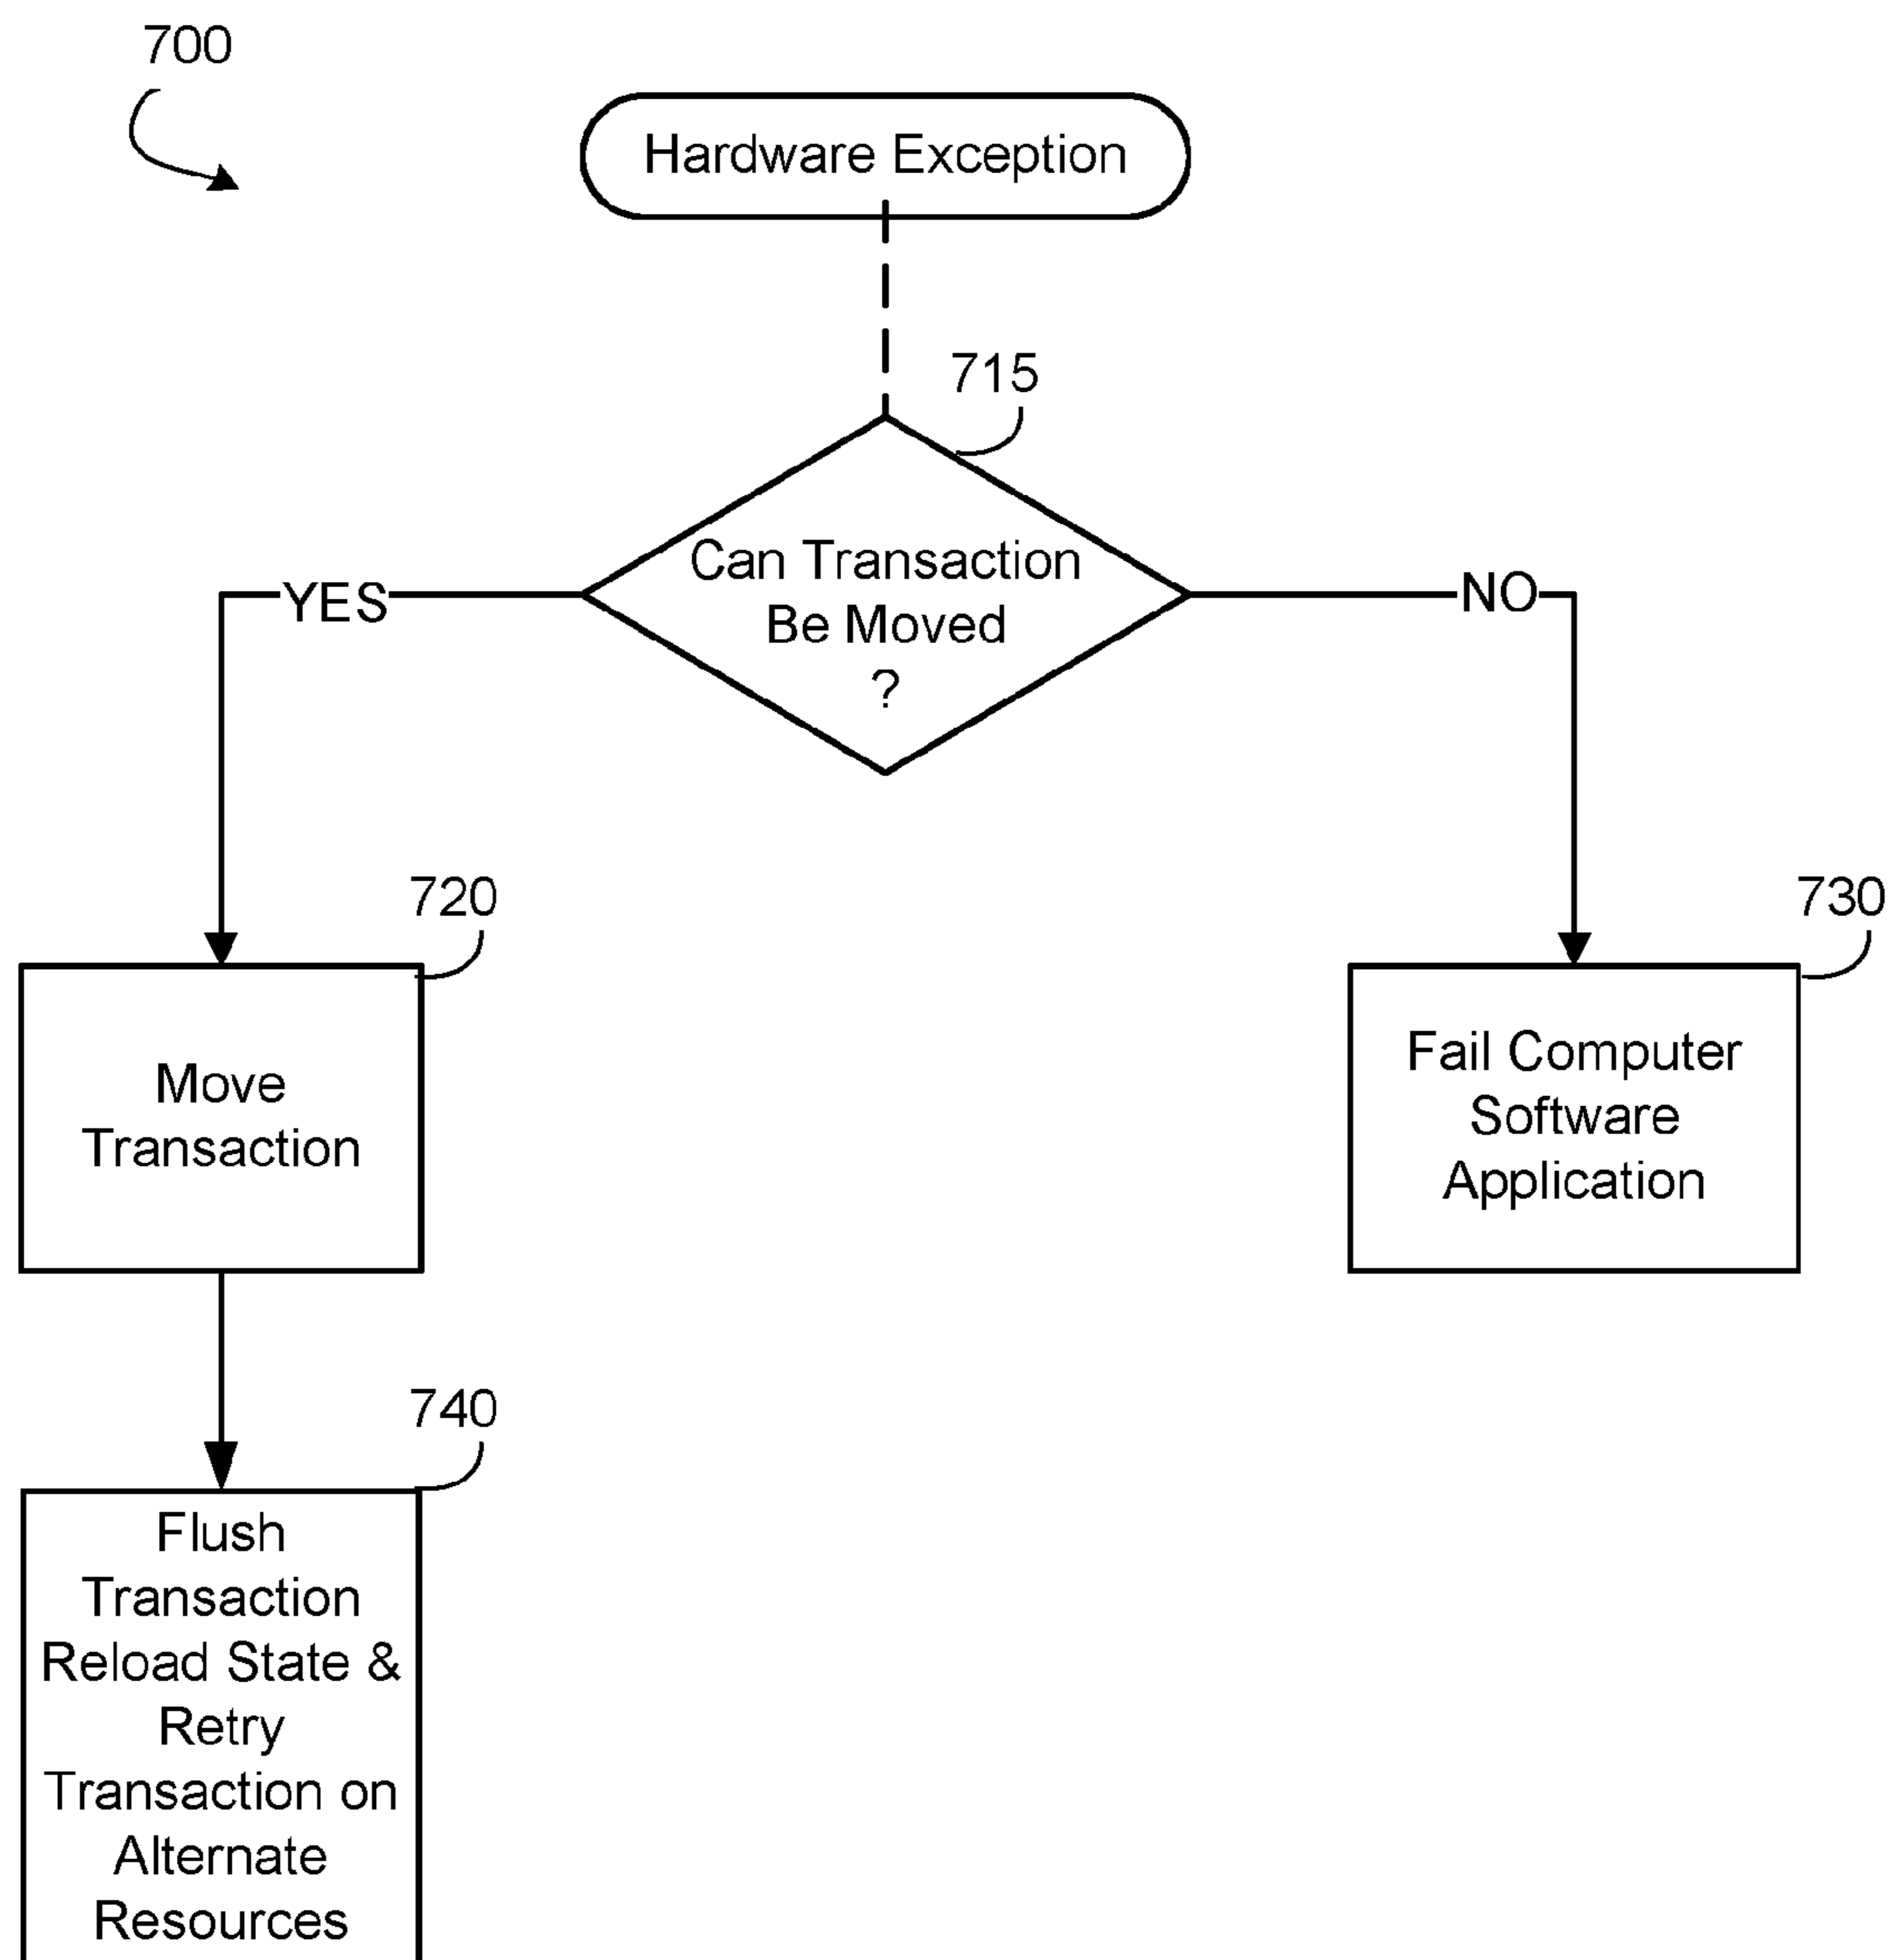 700
Hardware Exception
715
Can Transaction
Be Moved
?
YES
NO
720
730
Move
Transaction
Fail Computer
Software
Application
740
Flush
Transaction
Reload State &
Retry
Transaction on
Alternate
Resources